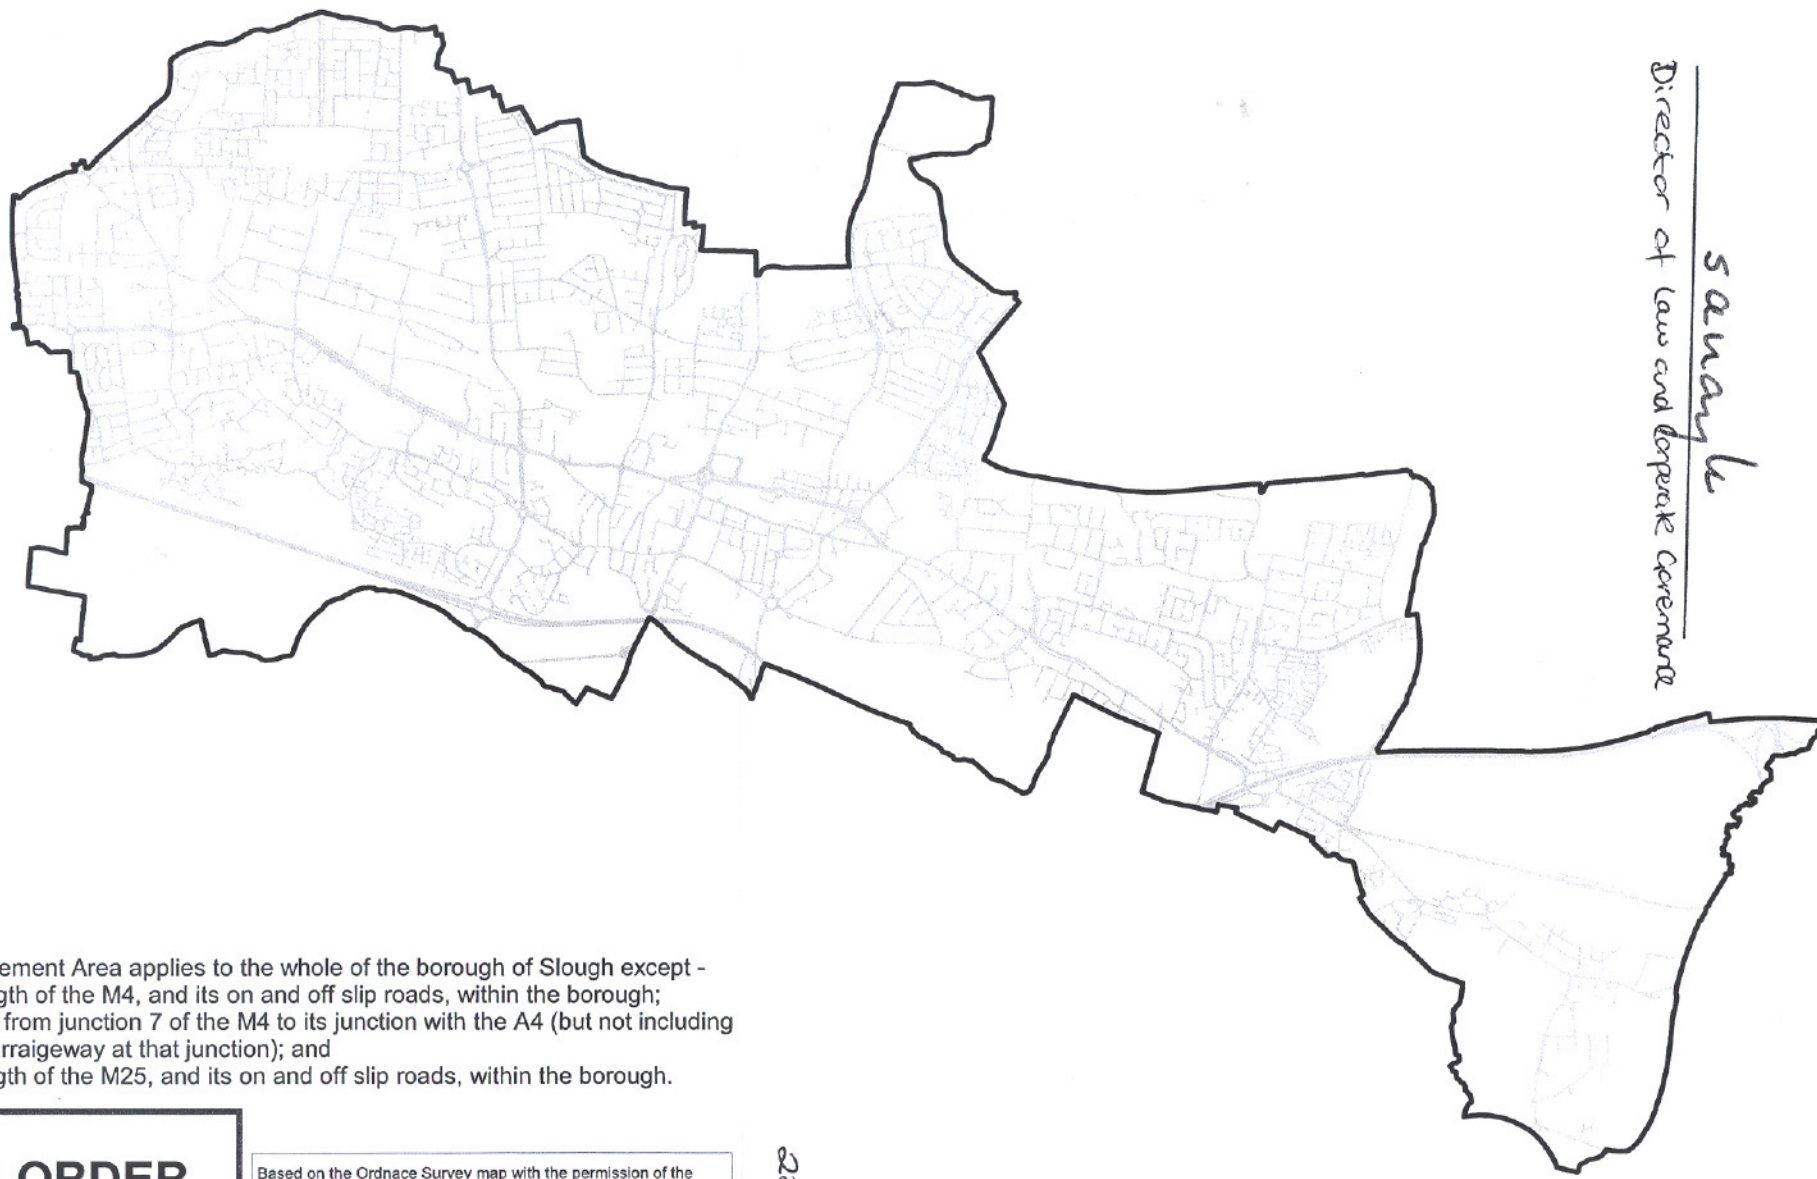 ement Area applies to the whole of the borough of Slough except -
gth of the M4, and its on and off slip roads, within the borough;
from junction 7 of the M4 to its junction with the A4 (but not including
rraigeway at that junction); and
gth of the M25, and its on and off slip roads, within the borough.
ORDER
Based on the Ordnace Survey map with the permission of the
Director of Law and Corporate Governance